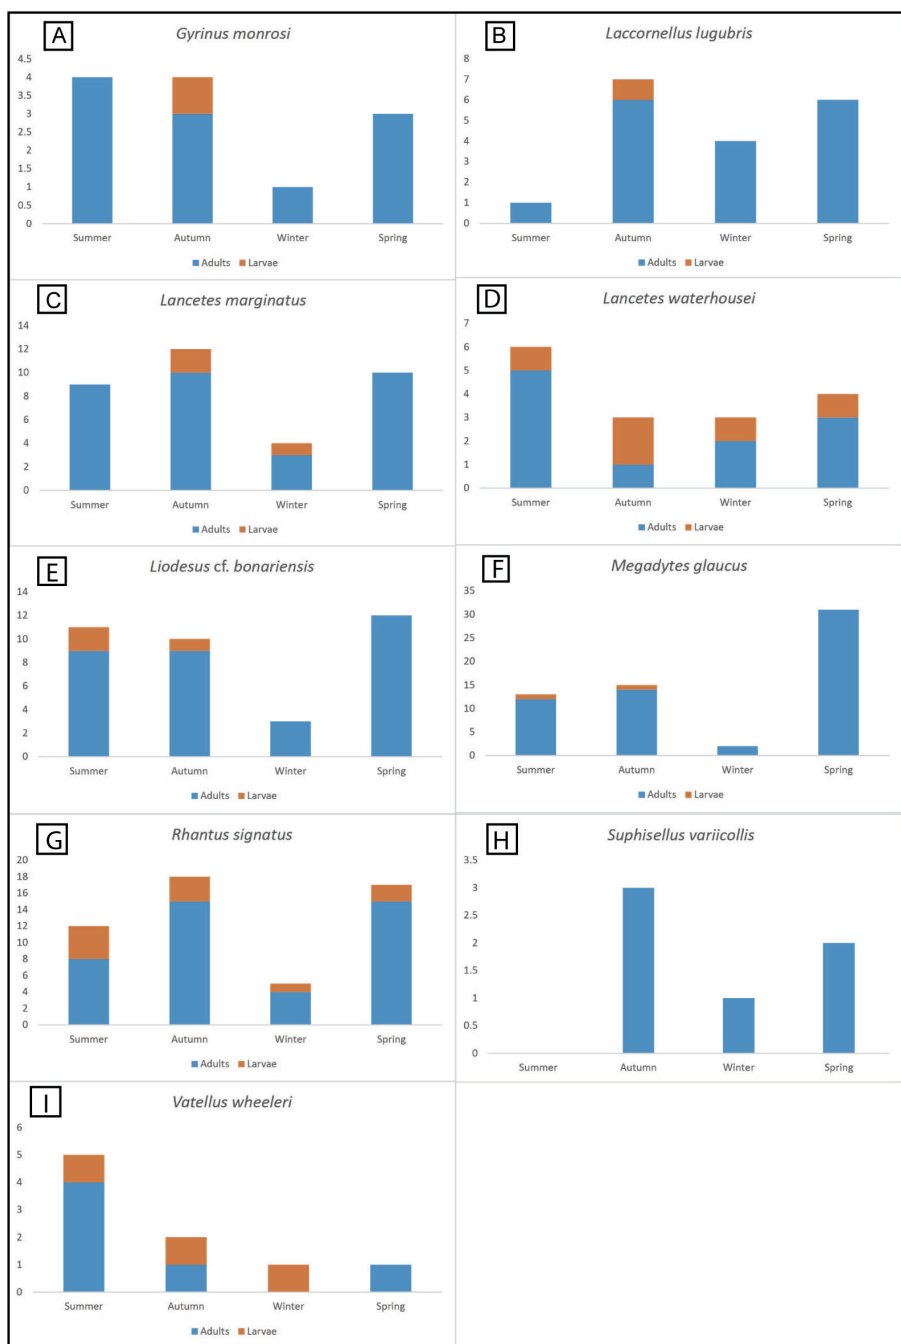 A
Gyrinus monrosi
4.5
4
3.5
3
2.5
2
1.5
1
0.5
0
Summer Autumn Winter Spring
Adults Larvae
B
Laccornellus lugubris
8
7
6
5
4
3
2
1
0
Summer Autumn Winter Spring
Adults Larvae
C
Lancetes marginatus
14
12
10
8
6
4
2
0
Summer Autumn Winter Spring
Adults Larvae
D
Lancetes waterhousei
7
6
5
4
3
2
1
0
Summer Autumn Winter Spring
Adults Larvae
E
Liodesus cf. bonariensis
14
12
10
8
6
4
2
0
Summer Autumn Winter Spring
Adults Larvae
F
Megadytes glaucus
35
30
25
20
15
10
5
0
Summer Autumn Winter Spring
Adults Larvae
G
Rhantus signatus
20
18
16
14
12
10
8
6
4
2
0
Summer Autumn Winter Spring
Adults Larvae
H
Suphisellus variicollis
3.5
3
2.5
2
1.5
1
0.5
0
Summer Autumn Winter Spring
I
Vatellus wheeleri
6
5
4
3
2
1
0
Summer Autumn Winter Spring
Adults Larvae